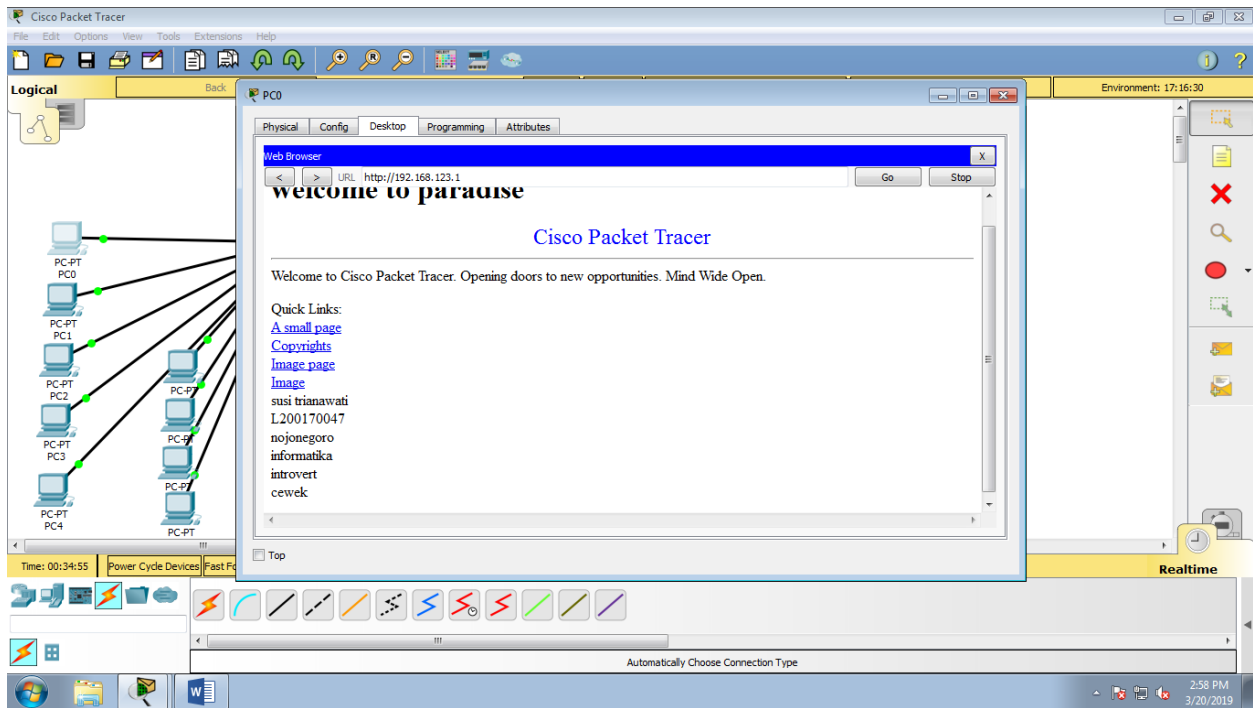 Cisco Packet Tracer
File Edit Options View Tools Extensions Help
Logical
Back
Environment: 17:16:30
PC0
Physical Config Desktop Programming Attributes
Web Browser
X
< > URL http://192.168.123.1 Go Stop
welcome to paradise
Cisco Packet Tracer
Welcome to Cisco Packet Tracer. Opening doors to new opportunities. Mind Wide Open.
Quick Links:
A small page
Copyrights
Image page
Image
susi trianawati
L200170047
nojonegoro
informatika
introvert
cewek
Top
PC-PT
PC0
PC-PT
PC1
PC-PT
PC2
PC-PT
PC3
PC-PT
PC4
PC-PT
PC-PT
PC-PT
PC-PT
Time: 00:34:55 Power Cycle Devices Fast Fo
Realtime
Automatically Choose Connection Type
2:58 PM
3/20/2019